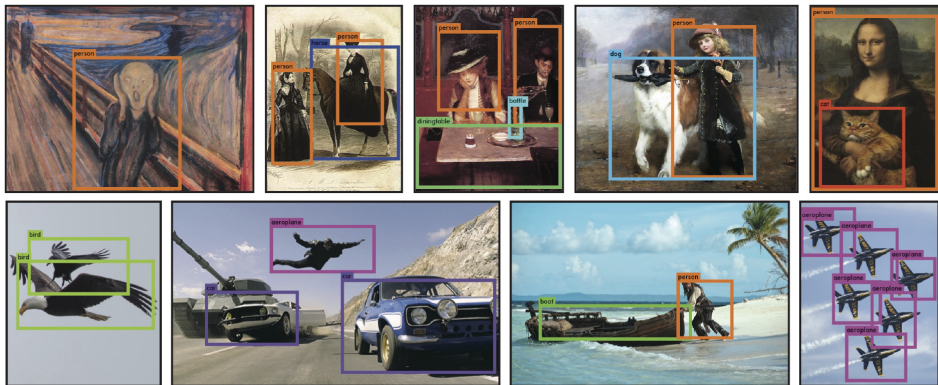 person
horse
person
person
person
person
bottle
diningtable
person
dog
person
cat
bird
bird
aeroplane
car
car
person
boat
aeroplane
aeroplane
aeroplane
aeroplane
aeroplane
aeroplane